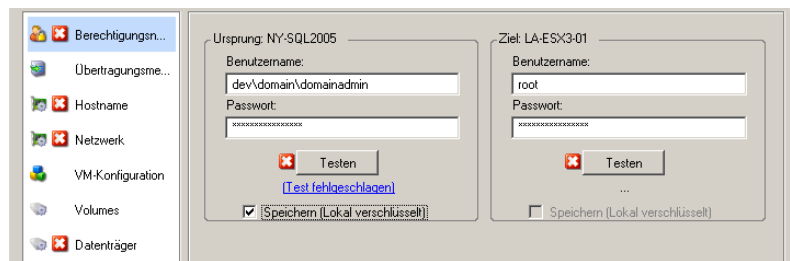 Berechtigungsn...
Übertragungsme...
Hostname
Netzwerk
VM-Konfiguration
Volumes
Datenträger
Ursprung: NY-SQL2005
Benutzername:
dev\domain\domainadmin
Passwort:
****************
Testen
(Test fehlgeschlagen)
Speichern (Lokal verschlüsselt)
Ziel: LA-ESX3-01
Benutzername:
root
Passwort:
****************
Testen
...
Speichern (Lokal verschlüsselt)